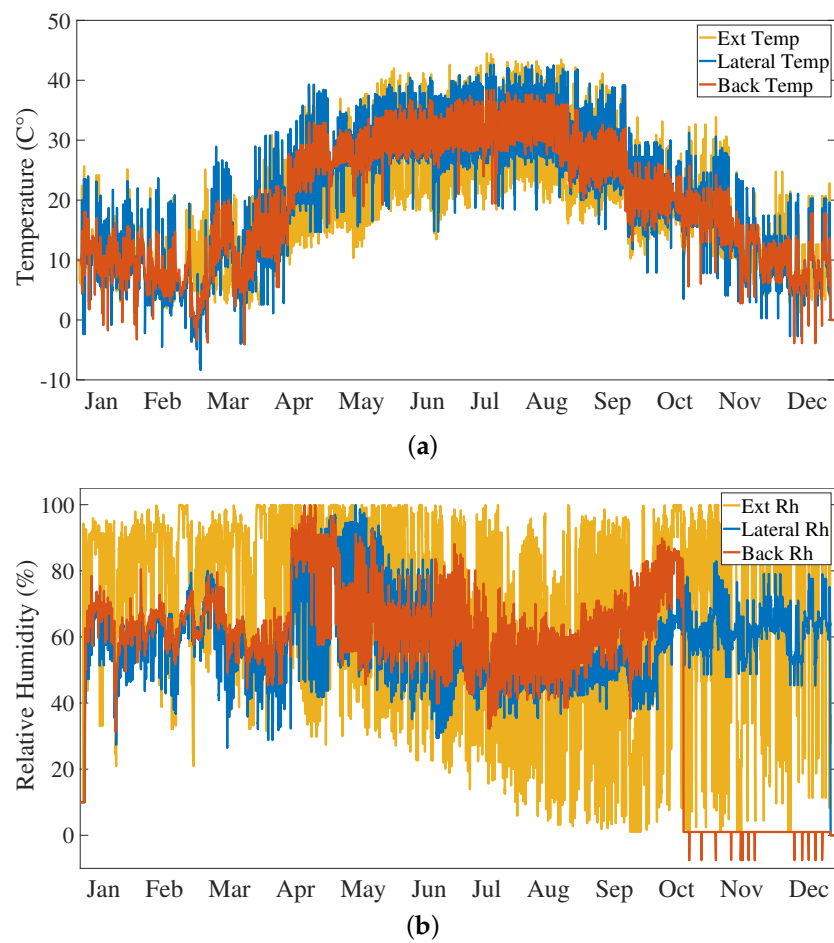 50
40
30
20
10
0
-10
Temperature (C°)
Ext Temp
Lateral Temp
Back Temp
Jan Feb Mar Apr May Jun Jul Aug Sep Oct Nov Dec
(a)
100
80
60
40
20
0
Relative Humidity (%)
Ext Rh
Lateral Rh
Back Rh
Jan Feb Mar Apr May Jun Jul Aug Sep Oct Nov Dec
(b)